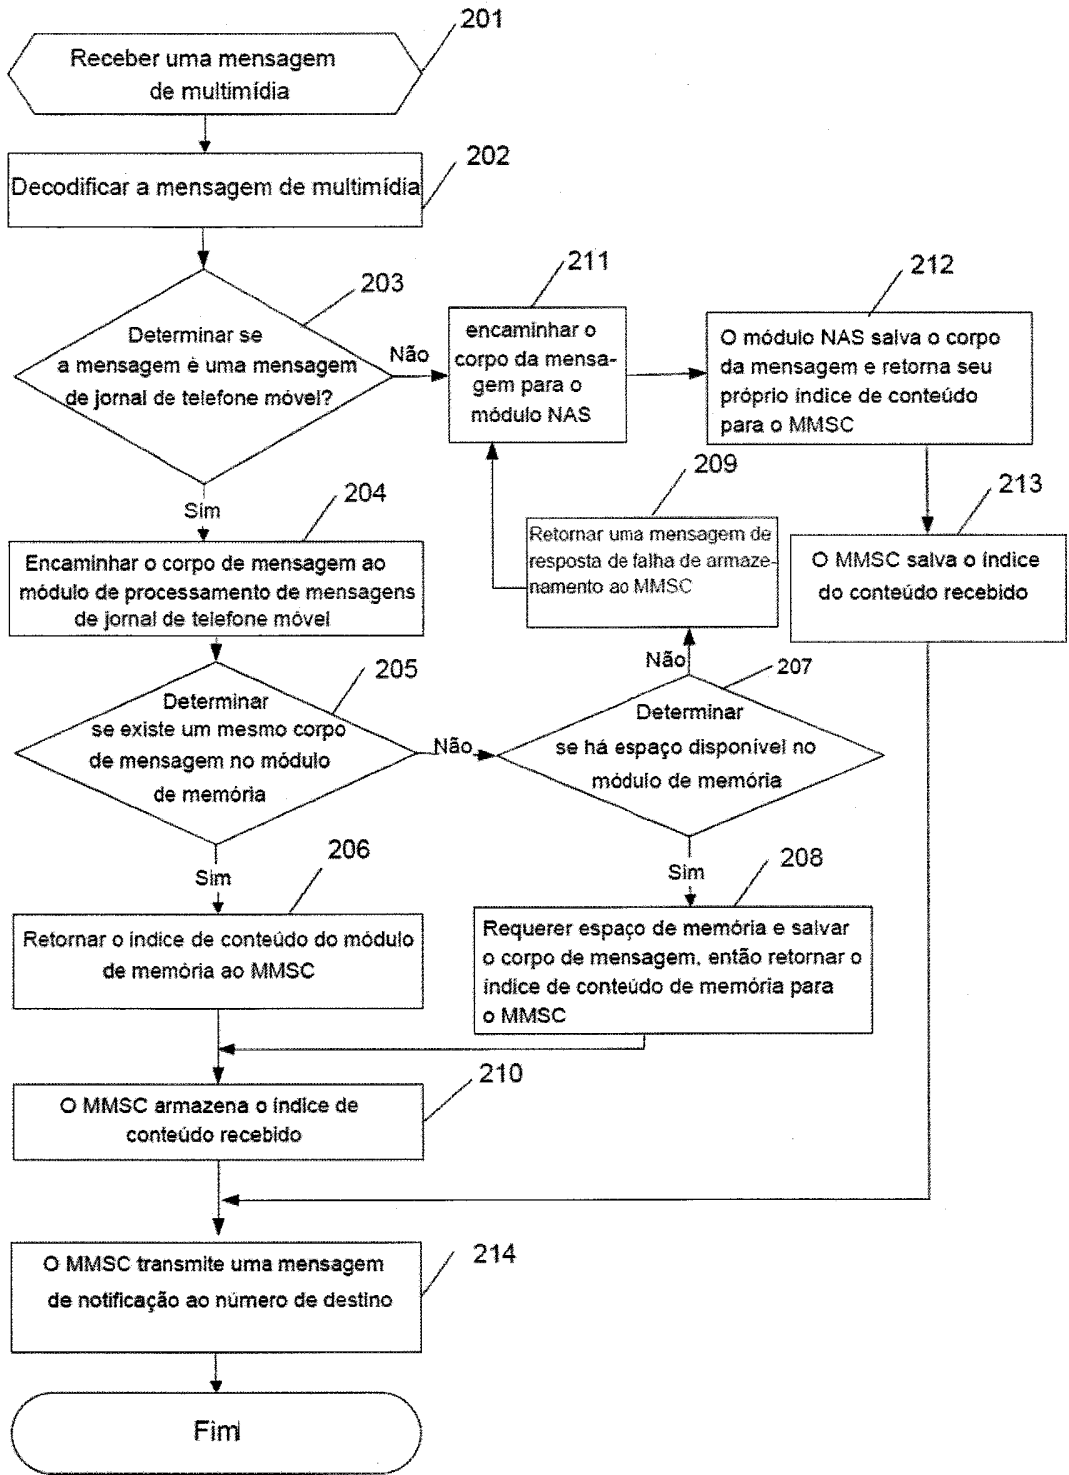 201
Receber uma mensagem
de multimídia
202
Decodificar a mensagem de multimídia
203
Determinar se
a mensagem é uma mensagem
de jornal de telefone móvel?
Não
211
encaminhar o
corpo da mensa-
gem para o
módulo NAS
212
O módulo NAS salva o corpo
da mensagem e retorna seu
próprio índice de conteúdo
para o MMSC
Sim
204
Encaminhar o corpo de mensagem ao
módulo de processamento de mensagens
de jornal de telefone móvel
209
Retornar uma mensagem de
resposta de falha de armaze-
namento ao MMSC
213
O MMSC salva o índice
do conteúdo recebido
205
Determinar
se existe um mesmo corpo
de mensagem no módulo
de memória
Não
Não
207
Determinar
se há espaço disponível no
módulo de memória
Sim
206
Retornar o índice de conteúdo do módulo
de memória ao MMSC
Sim
208
Requerer espaço de memória e salvar
o corpo de mensagem, então retornar o
índice de conteúdo de memória para
o MMSC
210
O MMSC armazena o índice de
conteúdo recebido
214
O MMSC transmite uma mensagem
de notificação ao número de destino
Fim